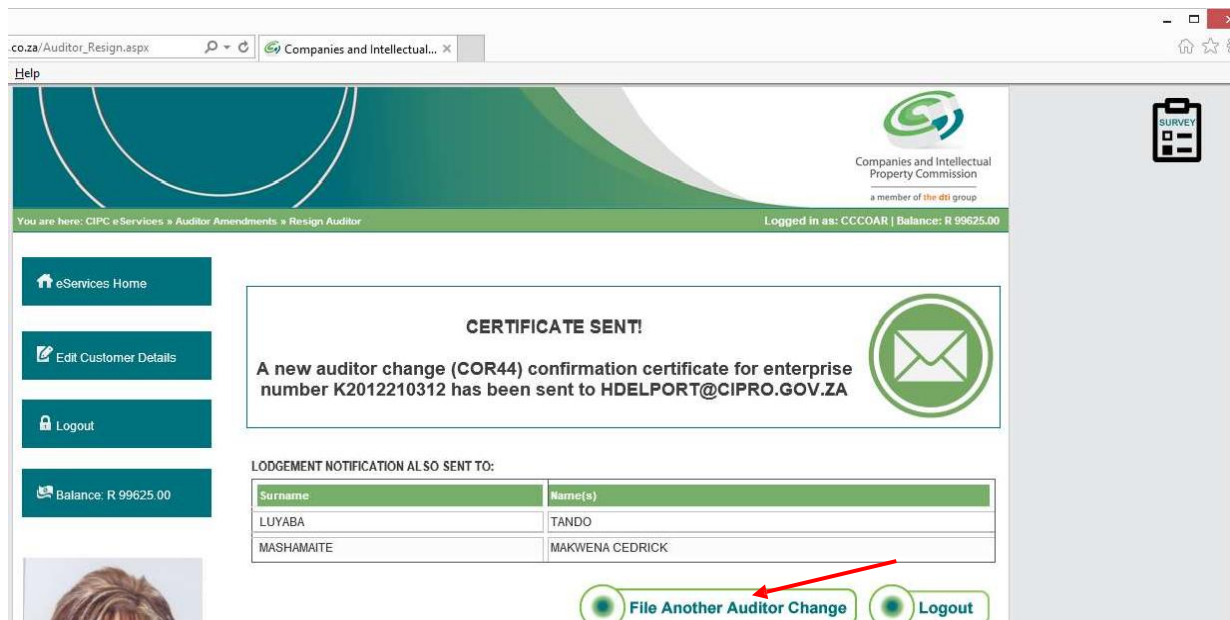 .co.za/Auditor_Resign.aspx
Companies and Intellectual...
Help
SURVEY
Companies and Intellectual
Property Commission
a member of the dti group
You are here: CIPC eServices » Auditor Amendments » Resign Auditor
Logged in as: CCCOAR | Balance: R 99625.00
eServices Home
Edit Customer Details
Logout
Balance: R 99625.00
CERTIFICATE SENT!
A new auditor change (COR44) confirmation certificate for enterprise
number K2012210312 has been sent to HDELPORT@CIPRO.GOV.ZA
LODGEMENT NOTIFICATION ALSO SENT TO:
Surname Name(s)
LUYABA TANDO
MASHAMAITE MAKWENA CEDRICK
File Another Auditor Change
Logout